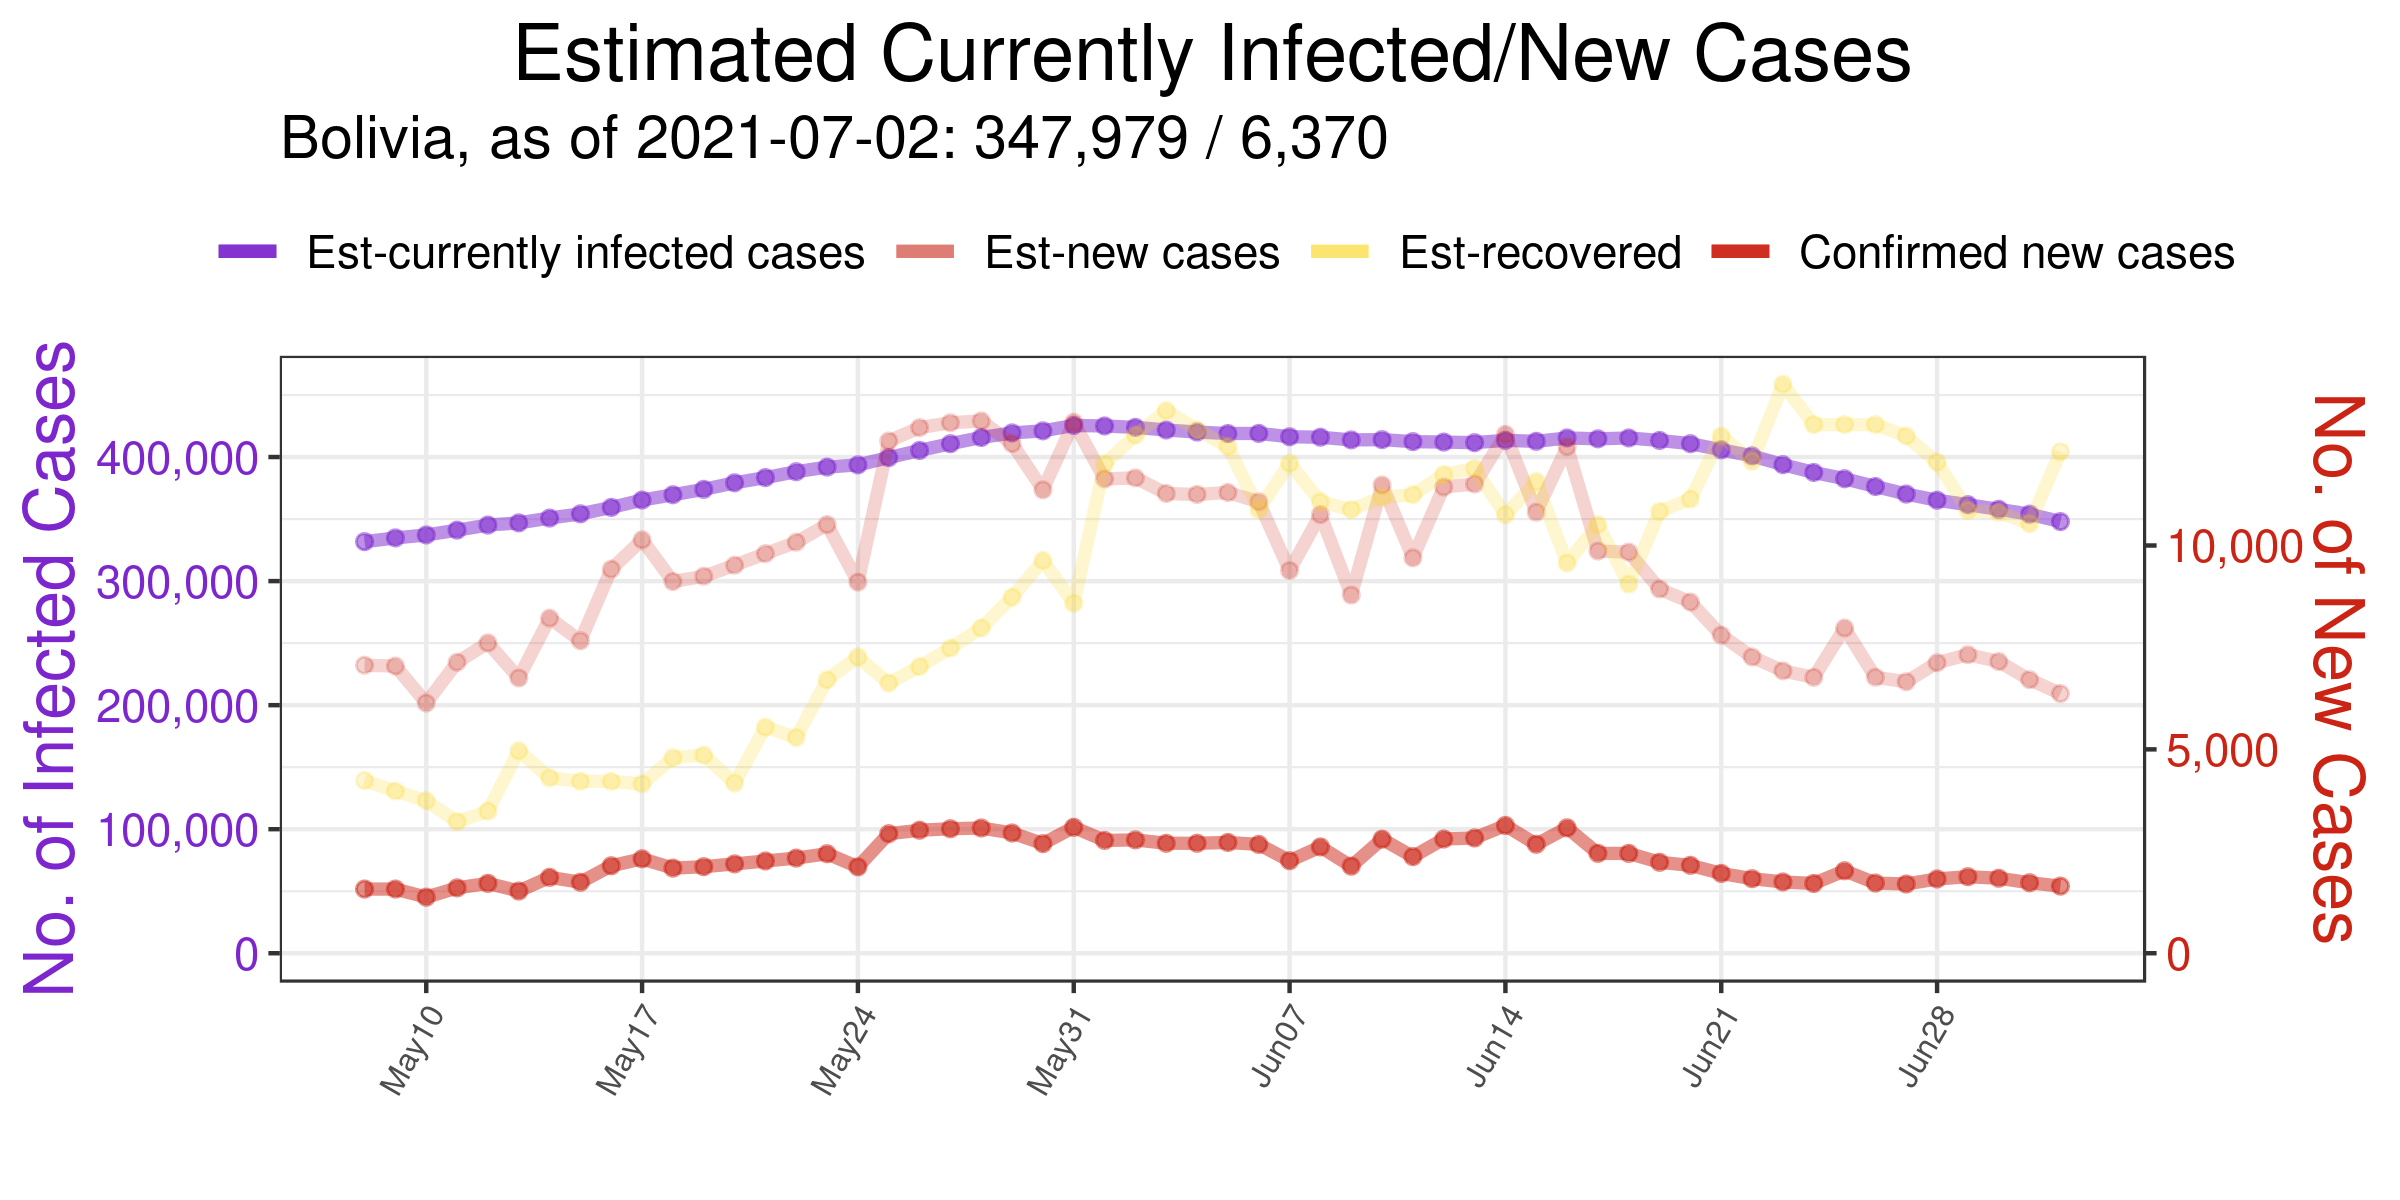 Estimated Currently Infected/New Cases
Bolivia, as of 2021-07-02: 347,979 / 6,370
Est-currently infected cases Est-new cases Est-recovered Confirmed new cases
No. of Infected Cases
400,000
300,000
200,000
100,000
0
10,000
5,000
0
No. of New Cases
May10 May17 May24 May31 Jun07 Jun14 Jun21 Jun28